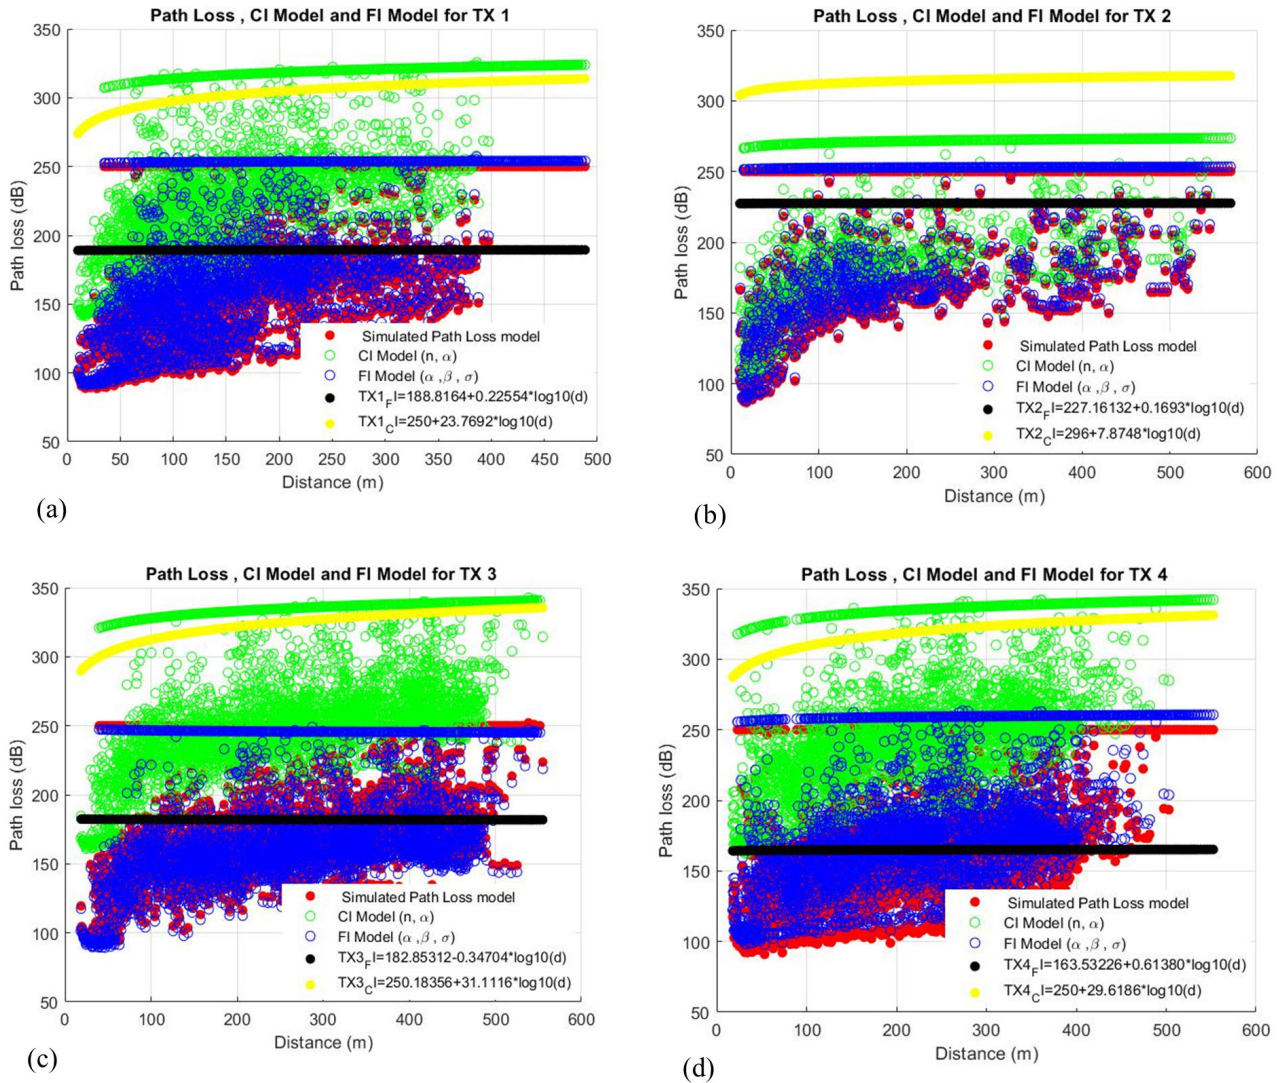 Path Loss , CI Model and FI Model for TX 1
350
300
250
200
150
100
50
Path loss (dB)
Simulated Path Loss model
CI Model (n, α)
FI Model (α ,β , σ)
TX1FI=188.8164+0.22554*log10(d)
TX1CI=250+23.7692*log10(d)
0 50 100 150 200 250 300 350 400 450 500
Distance (m)
(a)
Path Loss , CI Model and FI Model for TX 2
350
300
250
200
150
100
50
Path loss (dB)
Simulated Path Loss model
CI Model (n, α)
FI Model (α ,β , σ)
TX2FI=227.16132+0.1693*log10(d)
TX2CI=296+7.8748*log10(d)
0 100 200 300 400 500 600
Distance (m)
(b)
Path Loss , CI Model and FI Model for TX 3
350
300
250
200
150
100
50
Path loss (dB)
Simulated Path Loss model
CI Model (n, α)
FI Model (α ,β , σ)
TX3FI=182.85312-0.34704*log10(d)
TX3CI=250.18356+31.1116*log10(d)
0 100 200 300 400 500 600
Distance (m)
(c)
Path Loss , CI Model and FI Model for TX 4
350
300
250
200
150
100
50
Path loss (dB)
Simulated Path Loss model
CI Model (n, α)
FI Model (α ,β , σ)
TX4FI=163.53226+0.61380*log10(d)
TX4CI=250+29.6186*log10(d)
0 100 200 300 400 500 600
Distance (m)
(d)